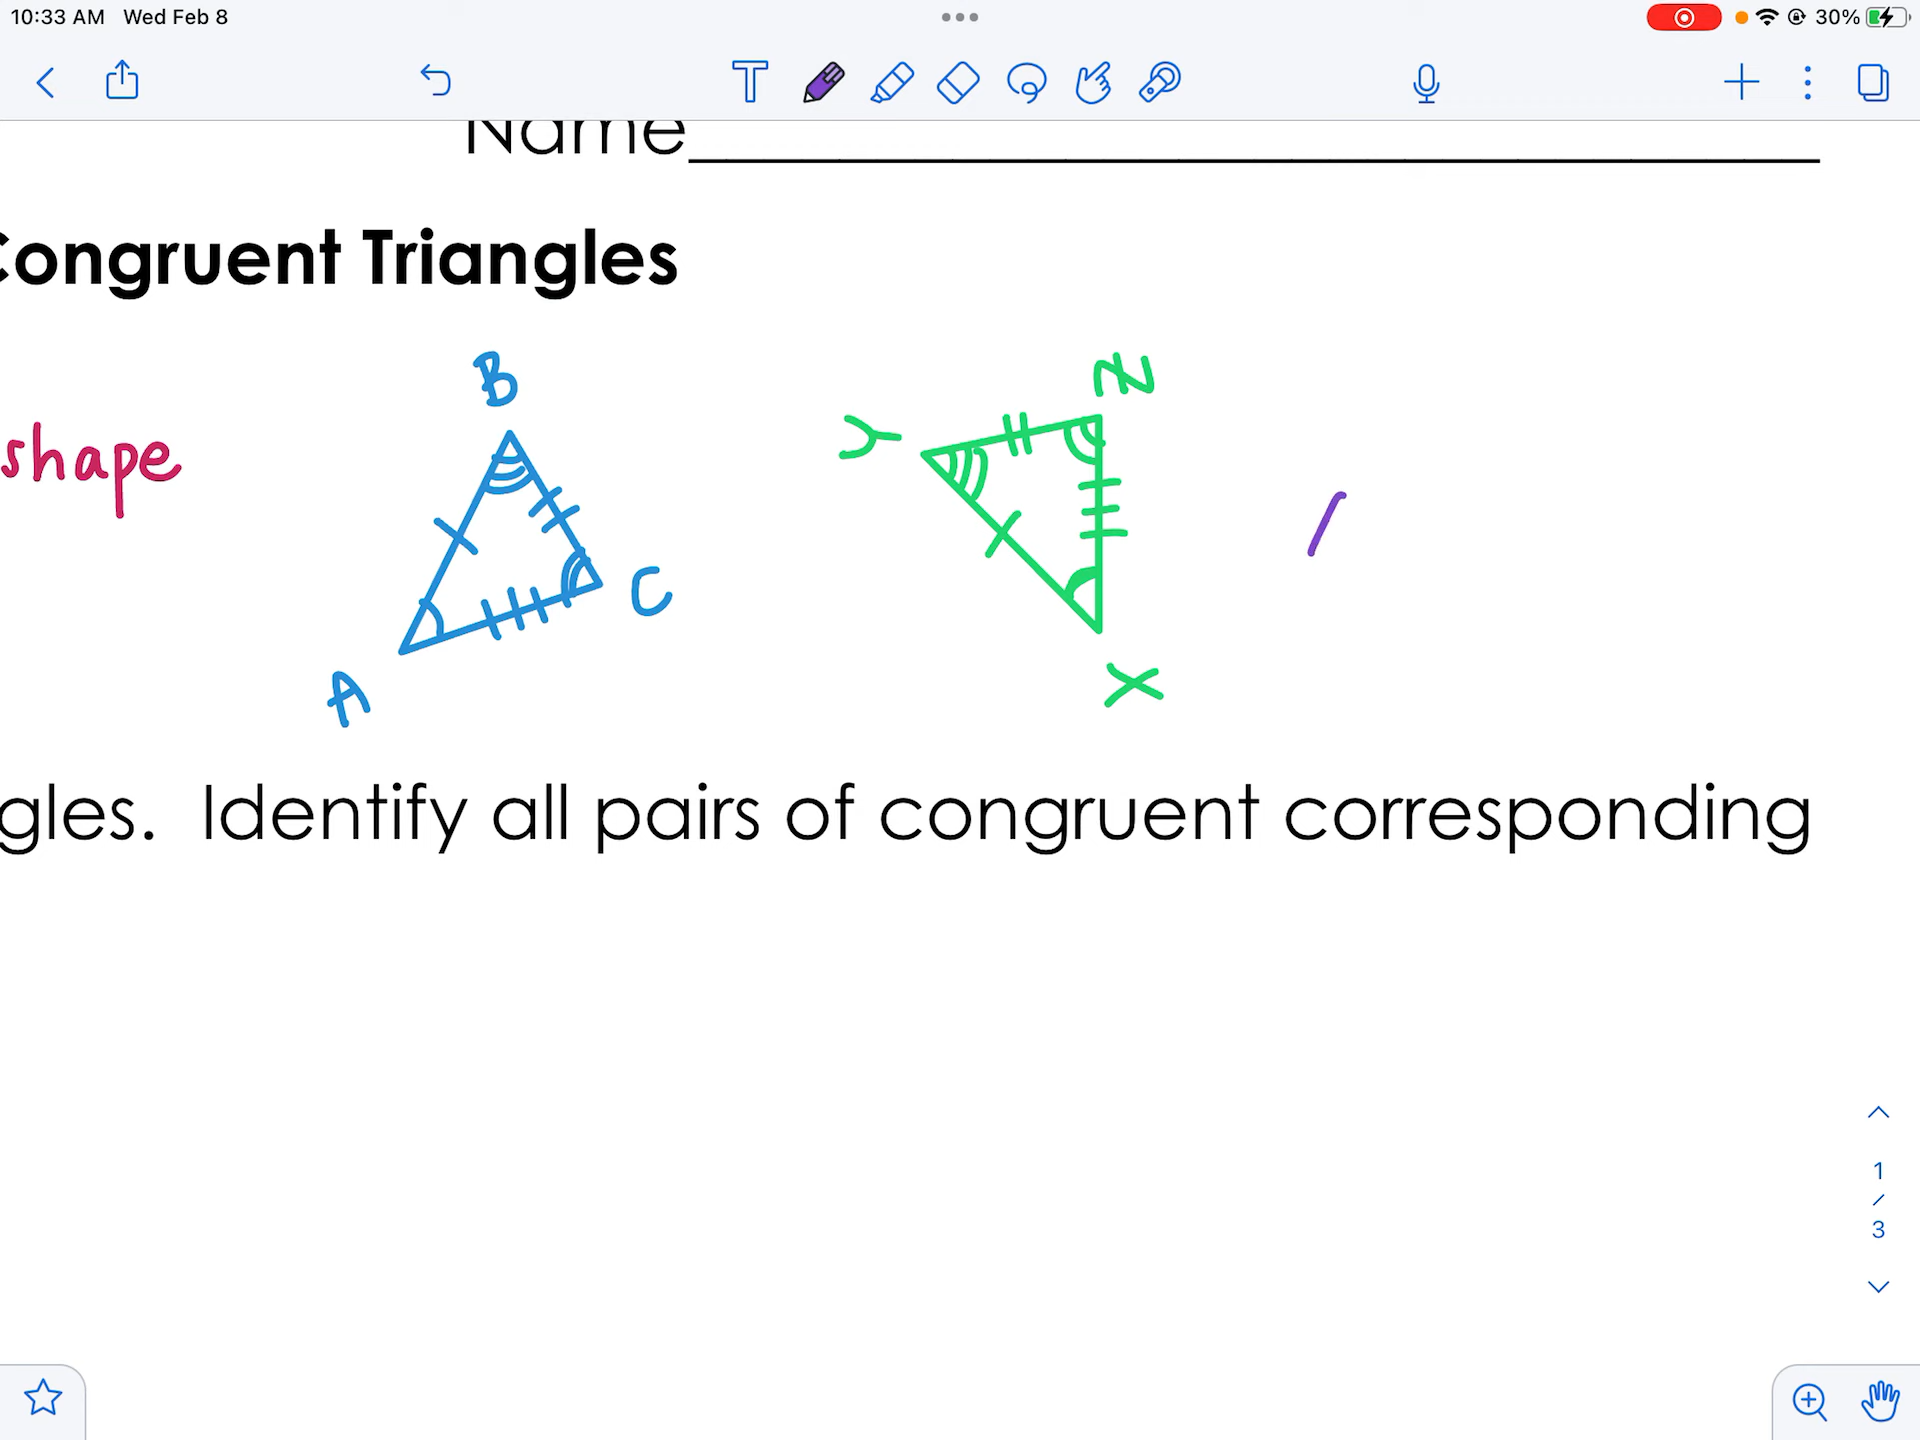 10:33 AM Wed Feb 8
30%
Name
Congruent Triangles
B
Z
Y
shape
C
A
X
gles. Identify all pairs of congruent corresponding
1
/
3